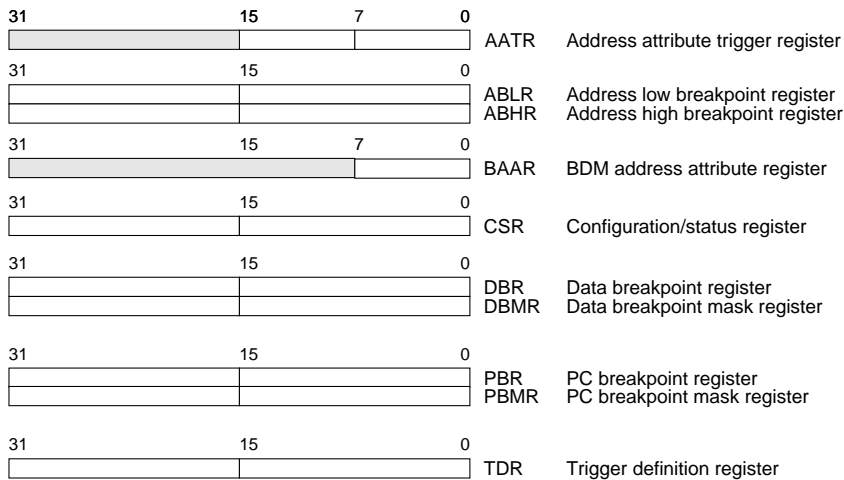 31 15 7 0
AATR Address attribute trigger register
31 15 0
ABLR Address low breakpoint register
ABHR Address high breakpoint register
31 15 7 0
BAAR BDM address attribute register
31 15 0
CSR Configuration/status register
31 15 0
DBR Data breakpoint register
DBMR Data breakpoint mask register
31 15 0
PBR PC breakpoint register
PBMR PC breakpoint mask register
31 15 0
TDR Trigger definition register